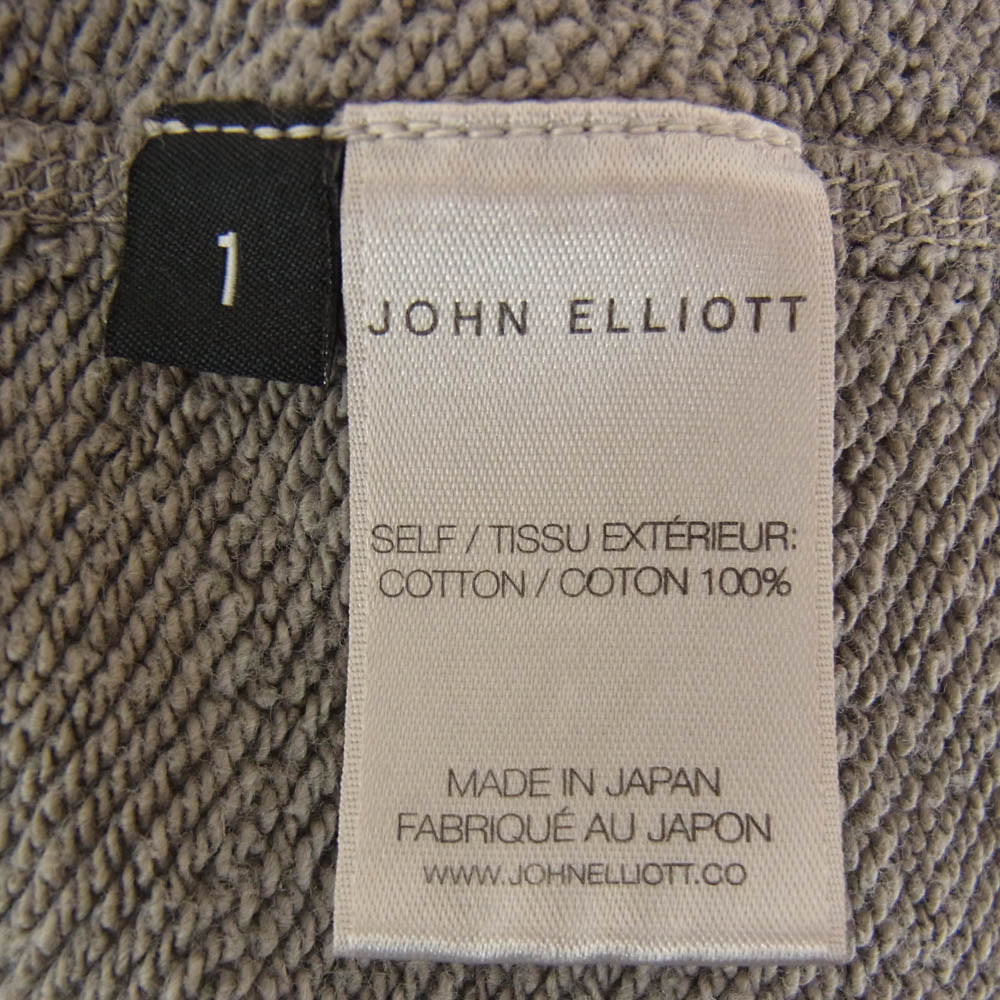 1
JOHN ELLIOTT
SELF / TISSU EXTÉRIEUR:
COTTON / COTON 100%
MADE IN JAPAN
FABRIQUÉ AU JAPON
WWW.JOHNELLIOTT.CO